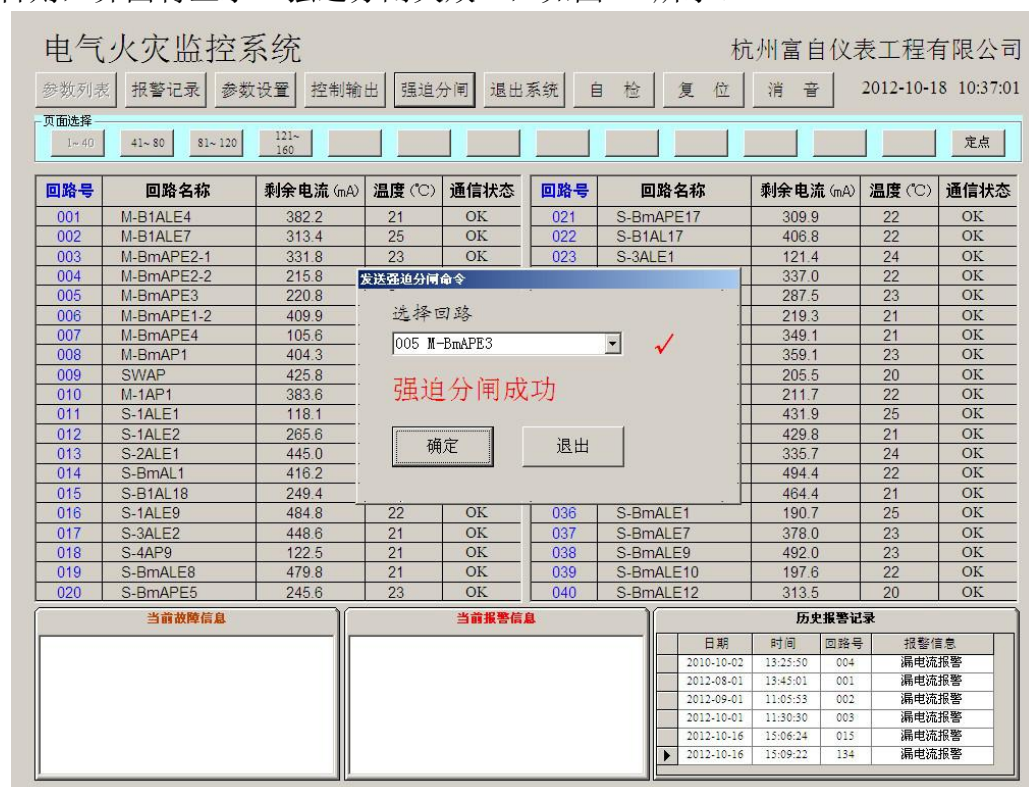 电气火灾监控系统
杭州富自仪表工程有限公司
参数列表 报警记录 参数设置 控制输出 强迫分闸 退出系统 自 检 复 位 消 音 2012-10-18 10:37:01
页面选择
1~40 41~80 81~120 121~160 定点
回路号 回路名称 剩余电流 (mA) 温度 (℃) 通信状态 回路号 回路名称 剩余电流 (mA) 温度 (℃) 通信状态
001 M-B1ALE4 382.2 21 OK 021 S-BmAPE17 309.9 22 OK
002 M-B1ALE7 313.4 25 OK 022 S-B1AL17 406.8 22 OK
003 M-BmAPE2-1 331.8 23 OK 023 S-3ALE1 121.4 24 OK
004 M-BmAPE2-2 215.8 337.0 22 OK
005 M-BmAPE3 220.8 287.5 23 OK
006 M-BmAPE1-2 409.9 219.3 21 OK
007 M-BmAPE4 105.6 349.1 21 OK
008 M-BmAP1 404.3 359.1 23 OK
009 SWAP 425.8 205.5 20 OK
010 M-1AP1 383.6 211.7 22 OK
011 S-1ALE1 118.1 431.9 25 OK
012 S-1ALE2 265.6 429.8 21 OK
013 S-2ALE1 445.0 335.7 24 OK
014 S-BmAL1 416.2 494.4 22 OK
015 S-B1AL18 249.4 464.4 21 OK
016 S-1ALE9 484.8 22 OK 036 S-BmALE1 190.7 25 OK
017 S-3ALE2 448.6 21 OK 037 S-BmALE7 378.0 23 OK
018 S-4AP9 122.5 21 OK 038 S-BmALE9 492.0 23 OK
019 S-BmALE8 479.8 21 OK 039 S-BmALE10 197.6 22 OK
020 S-BmAPE5 245.6 23 OK 040 S-BmALE12 313.5 20 OK
发送强迫分闸命令
选择回路
005 M-BmAPE3 ✓
强迫分闸成功
确定 退出
当前故障信息 当前报警信息 历史报警记录
日期 时间 回路号 报警信息
2010-10-02 13:25:50 004 漏电流报警
2012-08-01 13:45:01 001 漏电流报警
2012-09-01 11:05:53 002 漏电流报警
2012-10-01 11:30:30 003 漏电流报警
2012-10-16 15:06:24 015 漏电流报警
2012-10-16 15:09:22 134 漏电流报警